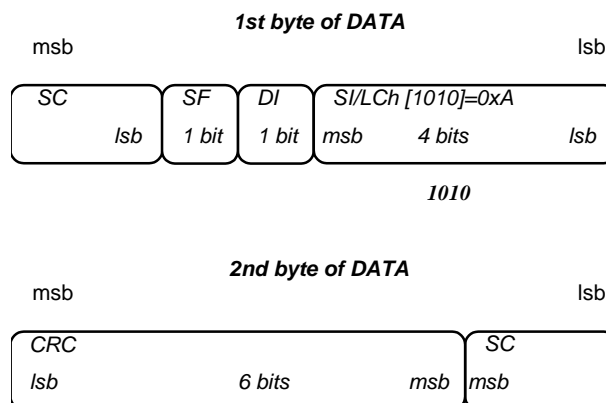 1st byte of DATA
msb lsb
SC SF DI SI/LCh [1010]=0xA
lsb 1 bit 1 bit msb 4 bits lsb
1010
2nd byte of DATA
msb lsb
CRC SC
lsb 6 bits msb msb